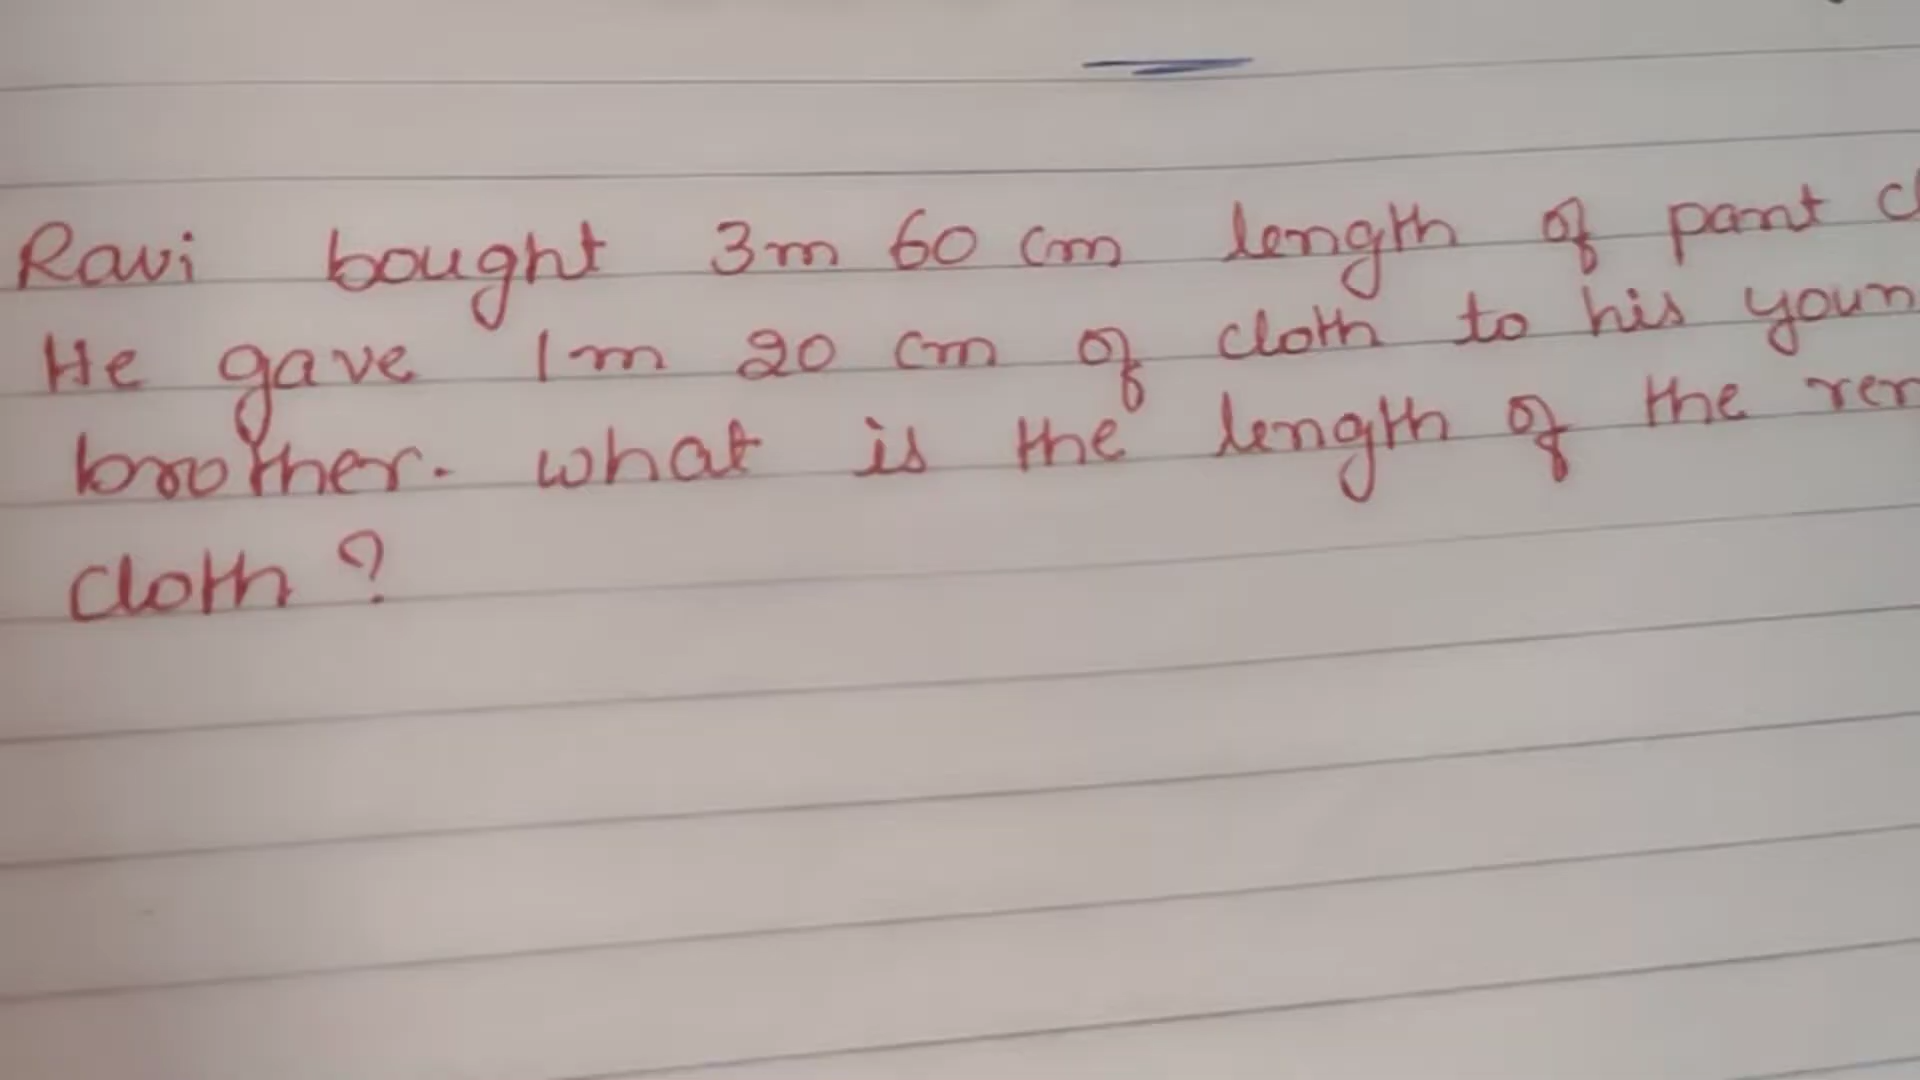 Ravi bought 3m 60 cm length of pant
He gave 1m 20 cm of cloth to his
brother. what is the length of the
cloth?